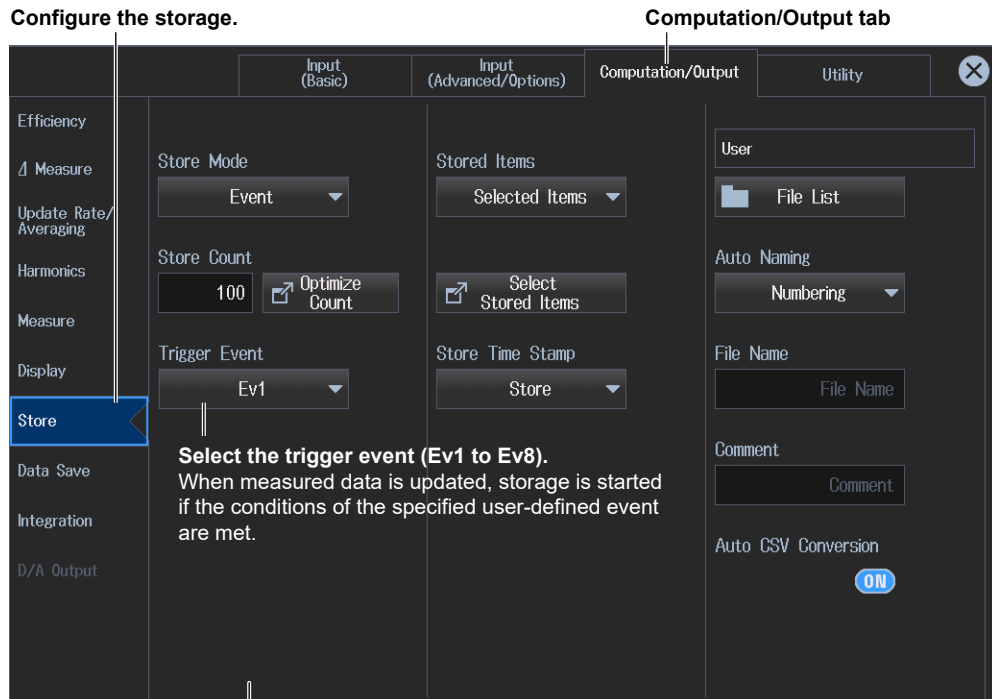 Configure the storage.
Computation/Output tab
Input
(Basic)
Input
(Advanced/Options)
Computation/Output
Utility
Efficiency
⊿ Measure
Update Rate/
Averaging
Harmonics
Measure
Display
Store
Data Save
Integration
D/A Output
Store Mode
Event
Store Count
100
Optimize
Count
Trigger Event
Ev1
Select the trigger event (Ev1 to Ev8).
When measured data is updated, storage is started
if the conditions of the specified user-defined event
are met.
Stored Items
Selected Items
Select
Stored Items
Store Time Stamp
Store
User
File List
Auto Naming
Numbering
File Name
File Name
Comment
Comment
Auto CSV Conversion
ON